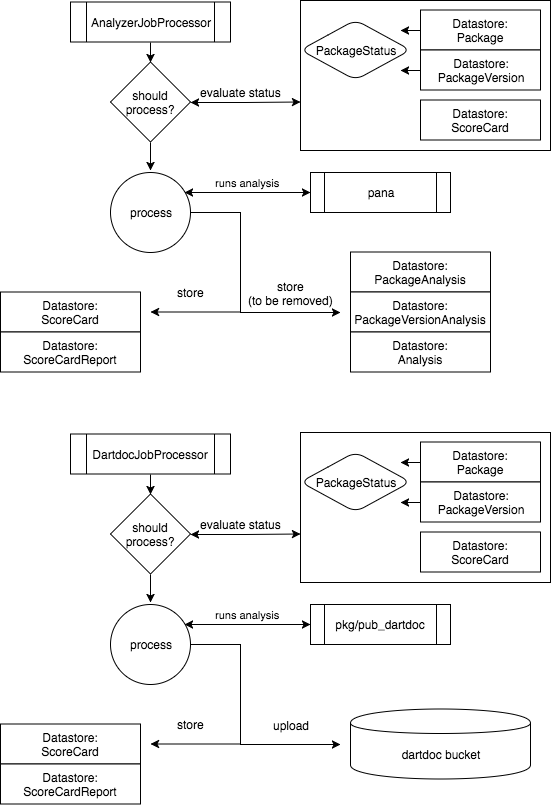 AnalyzerJobProcessor
PackageStatus
Datastore:
Package
Datastore:
PackageVersion
Datastore:
ScoreCard
should
process?
evaluate status
process
runs analysis
pana
store
store
(to be removed)
Datastore:
ScoreCard
Datastore:
ScoreCardReport
Datastore:
PackageAnalysis
Datastore:
PackageVersionAnalysis
Datastore:
Analysis
DartdocJobProcessor
PackageStatus
Datastore:
Package
Datastore:
PackageVersion
Datastore:
ScoreCard
should
process?
evaluate status
process
runs analysis
pkg/pub_dartdoc
store
upload
Datastore:
ScoreCard
Datastore:
ScoreCardReport
dartdoc bucket